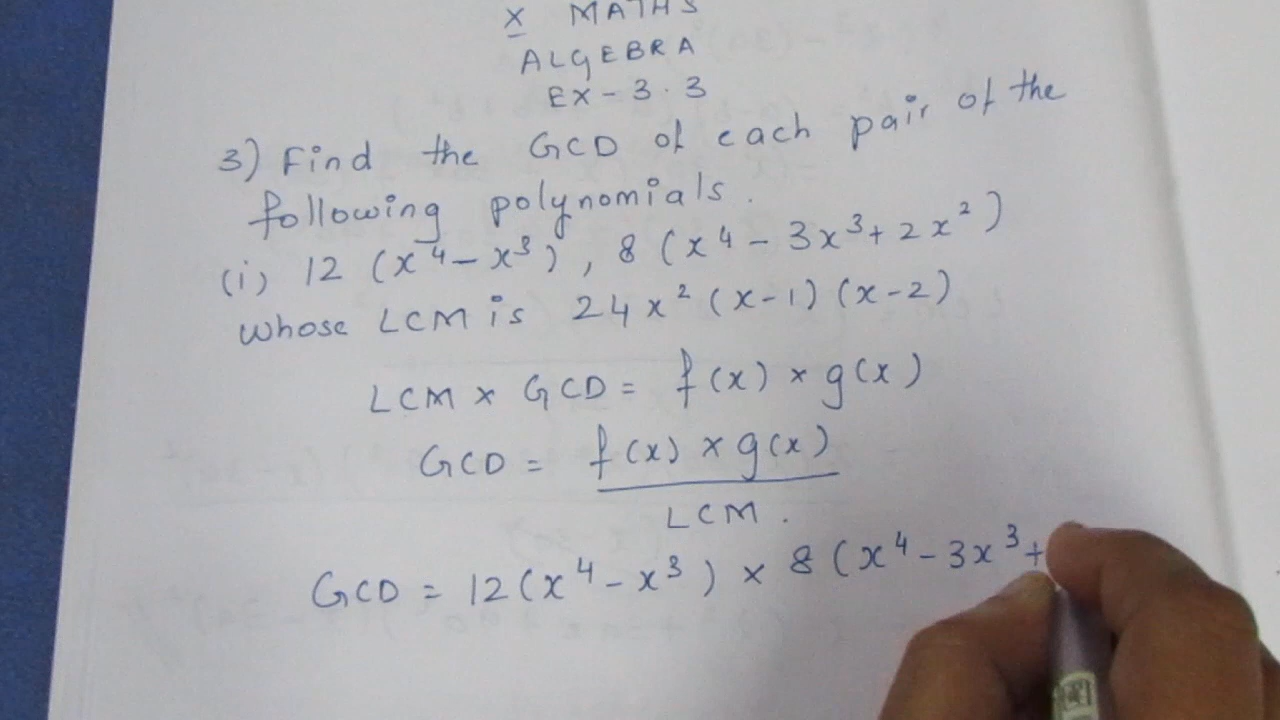 X MATHS
ALGEBRA
EX - 3.3
3) Find the GCD of each pair of the
following polynomials.
(i) 12 (x⁴ - x³), 8 (x⁴ - 3x³ + 2x²)
whose LCM is 24x² (x-1) (x-2)
LCM x GCD = f(x) x g(x)
GCD = f(x) x g(x)
LCM.
GCD = 12(x⁴ - x³) x 8 (x⁴ - 3x³ +